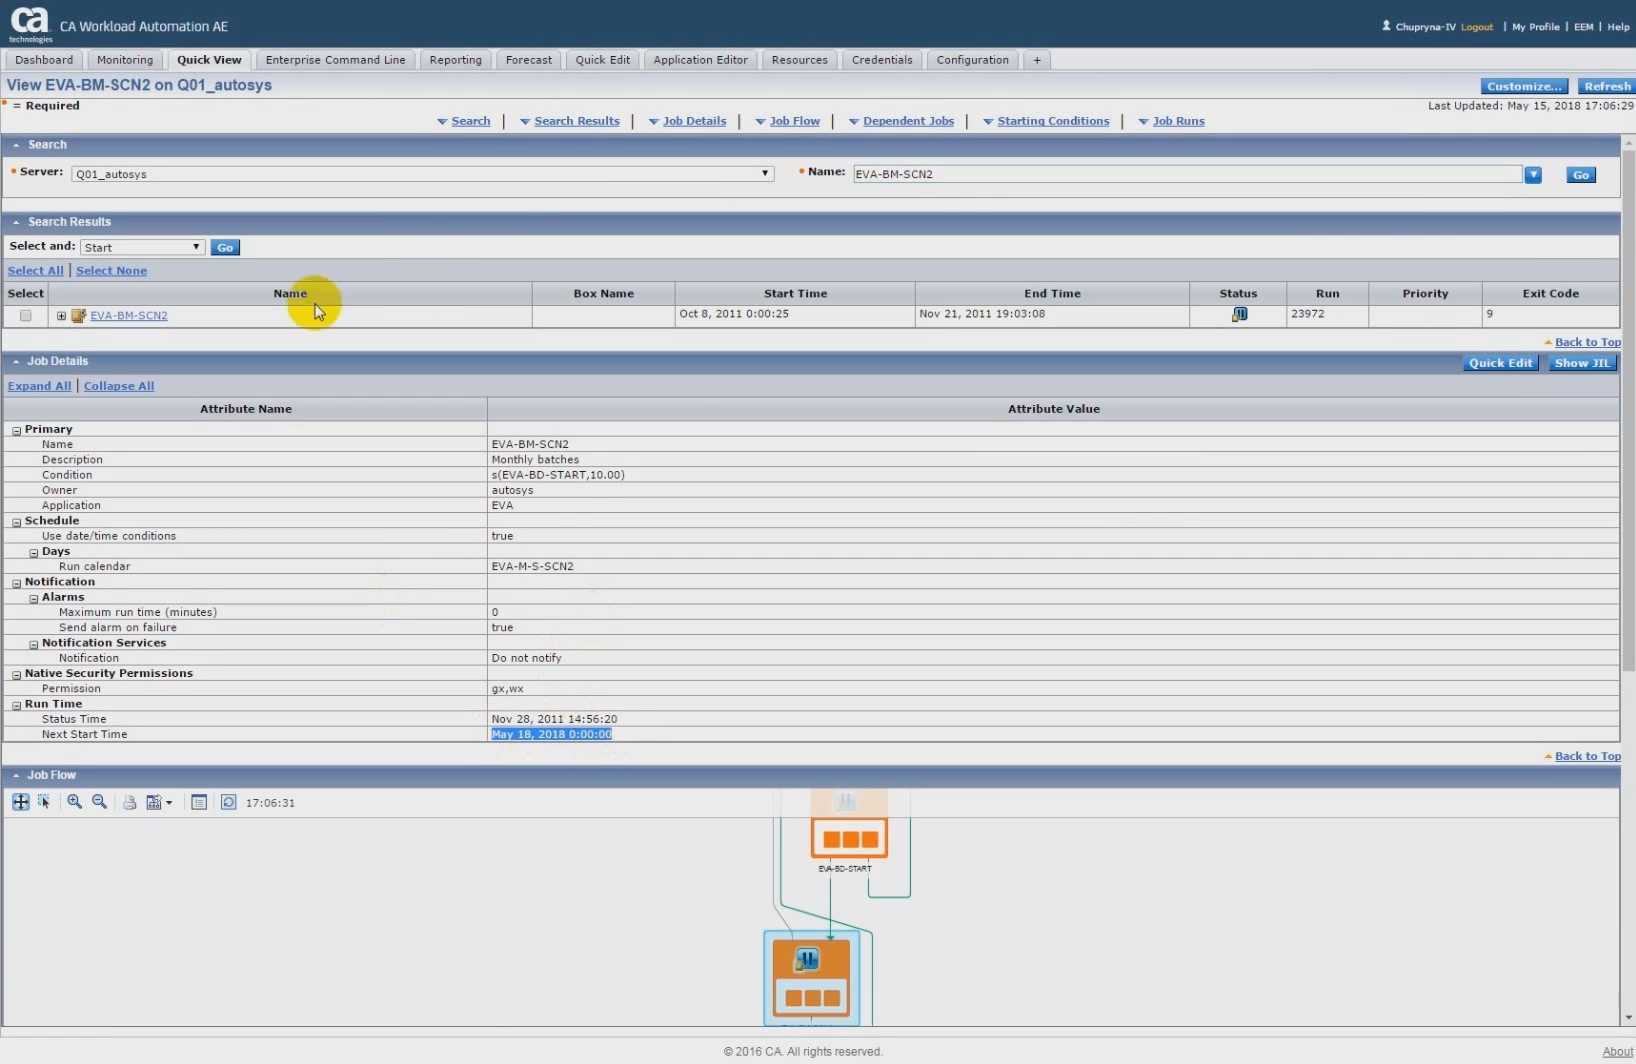 ca technologies CA Workload Automation AE Chupryna-IV Logout | My Profile | EEM | Help
Dashboard Monitoring Quick View Enterprise Command Line Reporting Forecast Quick Edit Application Editor Resources Credentials Configuration +
View EVA-BM-SCN2 on Q01_autosys Customize... Refresh
= Required Last Updated: May 15, 2018 17:06:29
Search | Search Results | Job Details | Job Flow | Dependent Jobs | Starting Conditions | Job Runs
Search
Server: Q01_autosys Name: EVA-BM-SCN2 Go
Search Results
Select and: Start Go
Select All | Select None
Select Name Box Name Start Time End Time Status Run Priority Exit Code
EVA-BM-SCN2 Oct 8, 2011 0:00:25 Nov 21, 2011 19:03:08 23972 9
Back to Top
Job Details Quick Edit Show JIL
Expand All | Collapse All
Attribute Name Attribute Value
Primary
Name EVA-BM-SCN2
Description Monthly batches
Condition s(EVA-BD-START,10.00)
Owner autosys
Application EVA
Schedule
Use date/time conditions true
Days
Run calendar EVA-M-S-SCN2
Notification
Alarms
Maximum run time (minutes) 0
Send alarm on failure true
Notification Services
Notification Do not notify
Native Security Permissions
Permission gx,wx
Run Time
Status Time Nov 28, 2011 14:56:20
Next Start Time May 18, 2018 0:00:00
Back to Top
Job Flow
17:06:31
EVA-BD-START
© 2016 CA. All rights reserved. About